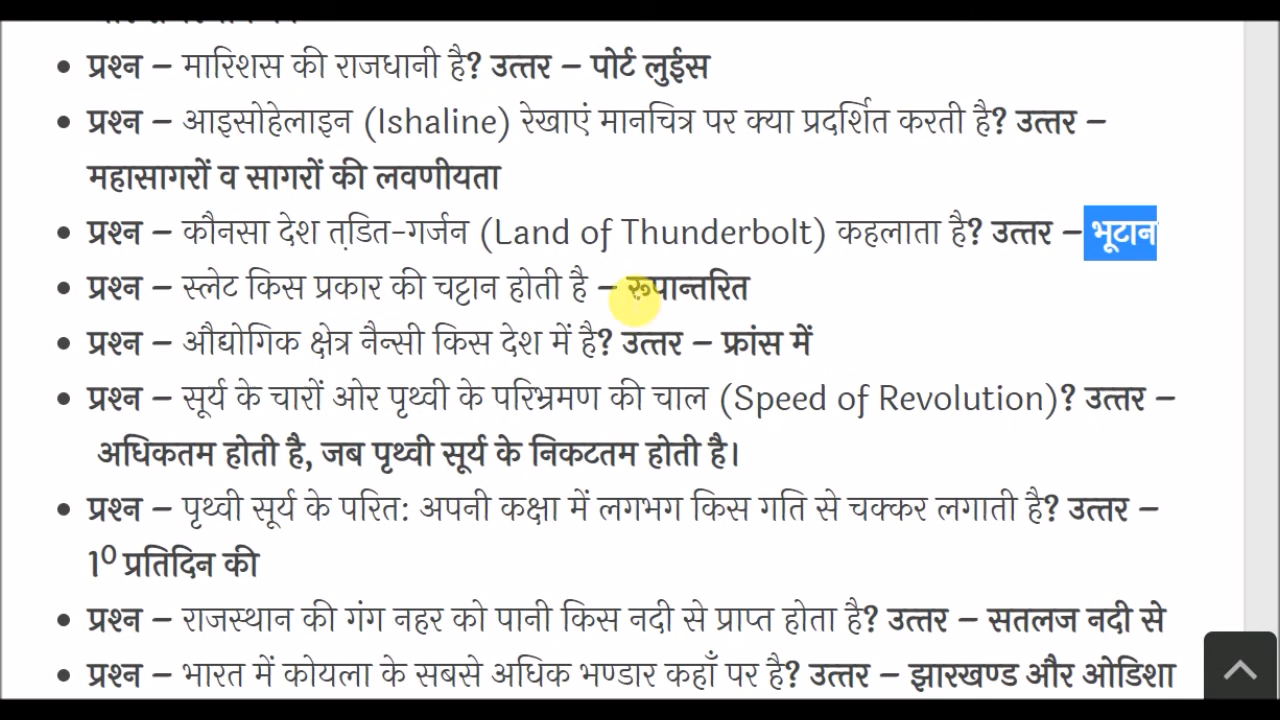 प्रश्न – मारिशस की राजधानी है? उत्तर – पोर्ट लुईस
प्रश्न – आइसोहेलाइन (Ishaline) रेखाएं मानचित्र पर क्या प्रदर्शित करती है? उत्तर –
महासागरों व सागरों की लवणीयता
प्रश्न – कौनसा देश तडि़त-गर्जन (Land of Thunderbolt) कहलाता है? उत्तर – भूटान
प्रश्न – स्लेट किस प्रकार की चट्टान होती है – रूपान्तरित
प्रश्न – औद्योगिक क्षेत्र नैन्सी किस देश में है? उत्तर – फ्रांस में
प्रश्न – सूर्य के चारों ओर पृथ्वी के परिभ्रमण की चाल (Speed of Revolution)? उत्तर –
अधिकतम होती है, जब पृथ्वी सूर्य के निकटतम होती है।
प्रश्न – पृथ्वी सूर्य के परित: अपनी कक्षा में लगभग किस गति से चक्कर लगाती है? उत्तर –
1⁰ प्रतिदिन की
प्रश्न – राजस्थान की गंग नहर को पानी किस नदी से प्राप्त होता है? उत्तर – सतलज नदी से
प्रश्न – भारत में कोयला के सबसे अधिक भण्डार कहाँ पर है? उत्तर – झारखण्ड और ओडिशा